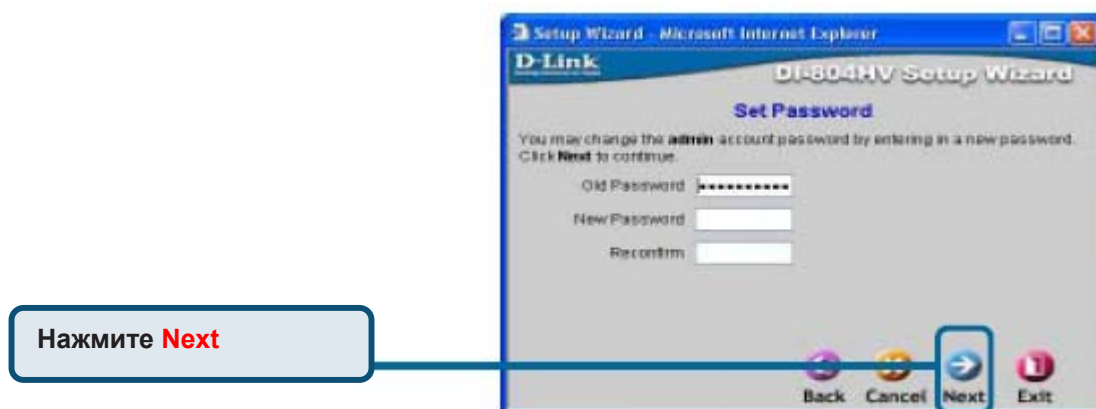 Setup Wizard - Microsoft Internet Explorer
D-Link
DI-804HV Setup Wizard
Set Password
You may change the admin account password by entering in a new password.
Click Next to continue.
Old Password ••••••••••
New Password
Reconfirm
Нажмите Next
Back Cancel Next Exit